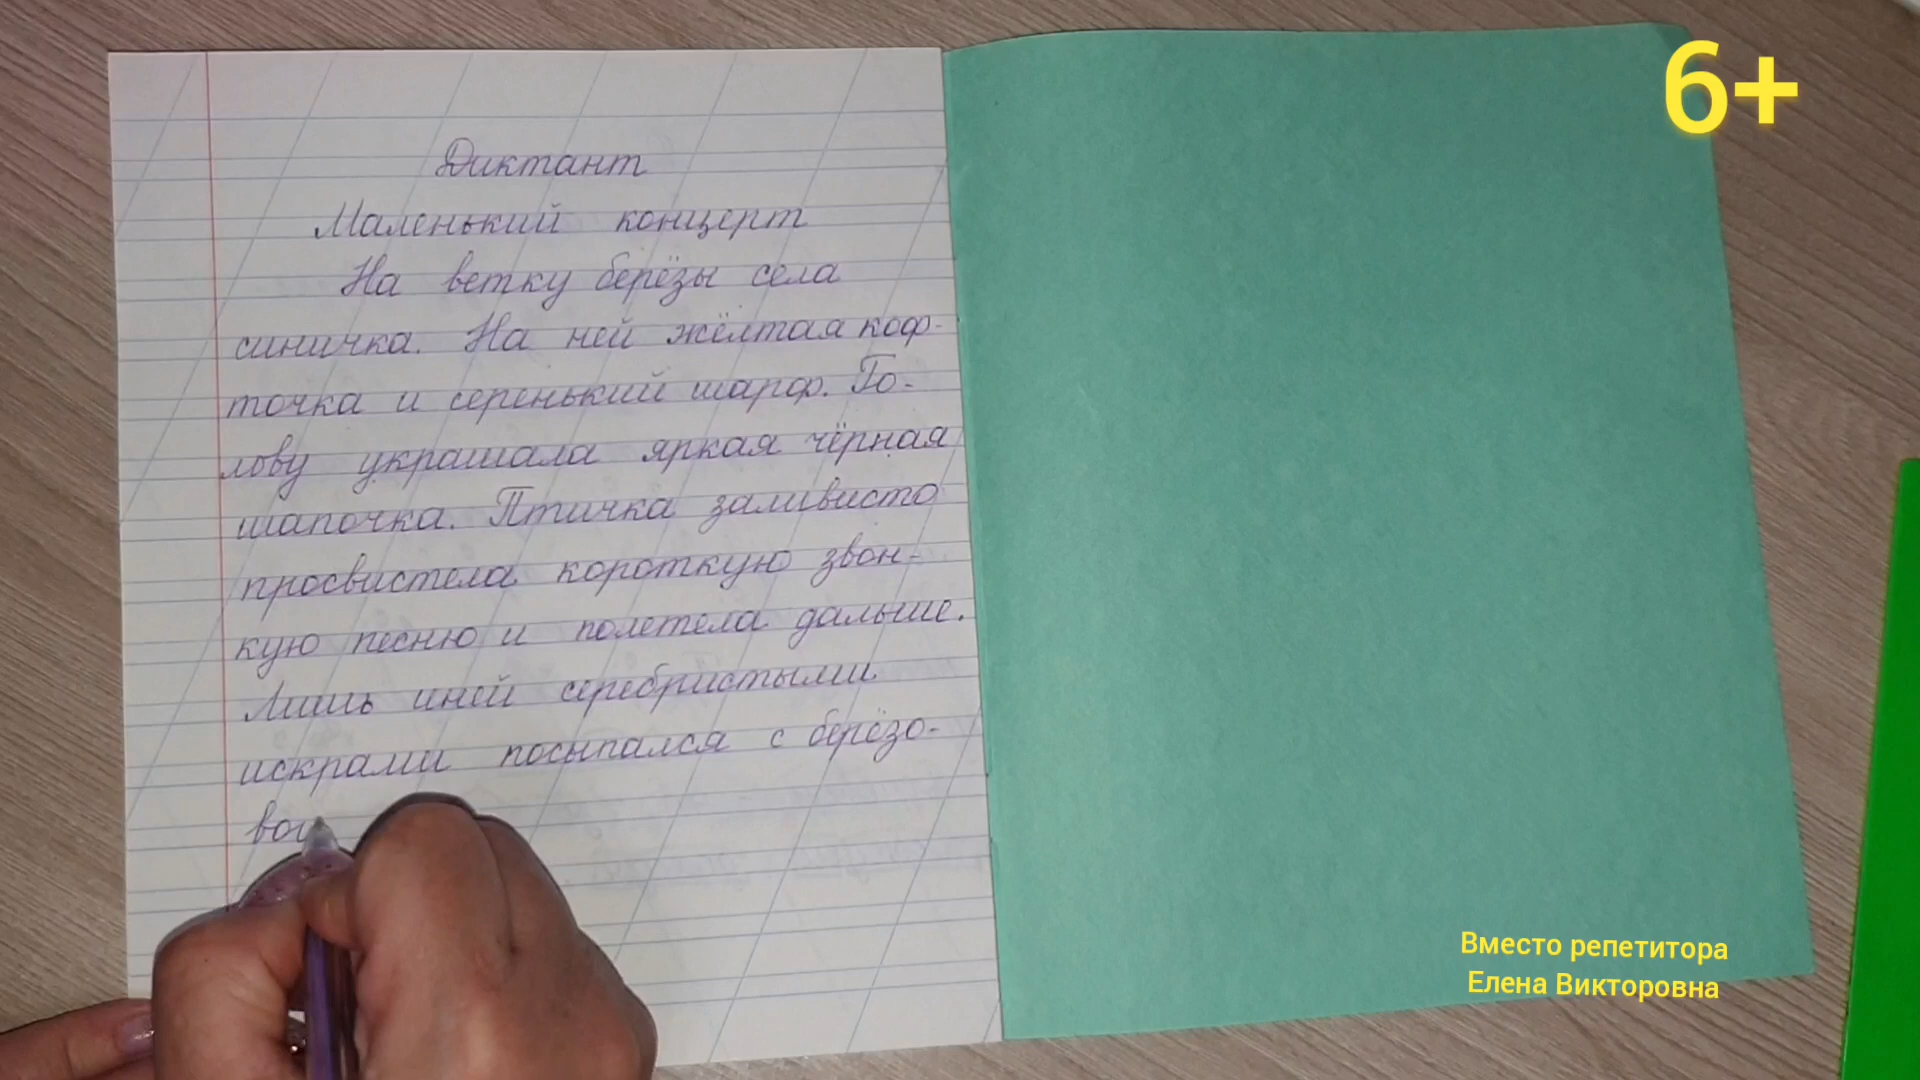 6+
Диктант
Маленький концерт
На ветку берёзы села
синичка. На ней жёлтая коф-
точка и серенький шарф. Го-
лову украшала яркая чёрная
шапочка. Птичка заливисто
просвистела короткую звон-
кую песню и полетела дальше.
Лишь иней серебристыми
искрами посыпался с берёзо-
вой
Вместо репетитора
Елена Викторовна